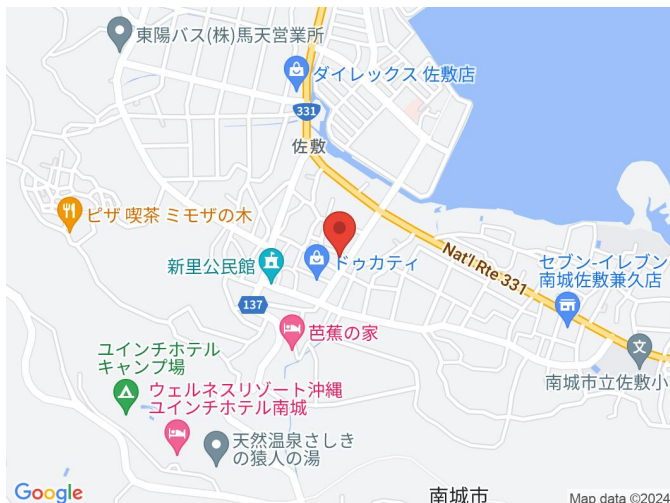 東陽バス(株)馬天営業所
ダイレックス 佐敷店
331
佐敷
ピザ 喫茶 ミモザの木
新里公民館
ドゥカティ
Nat'l Rte 331
セブン-イレブン
南城佐敷兼久店
137
芭蕉の家
ユインチホテル
キャンプ場
南城市立佐敷小
ウェルネスリゾート沖縄
ユインチホテル南城
天然温泉さしき
の猿人の湯
南城市
Google
Map data ©2024